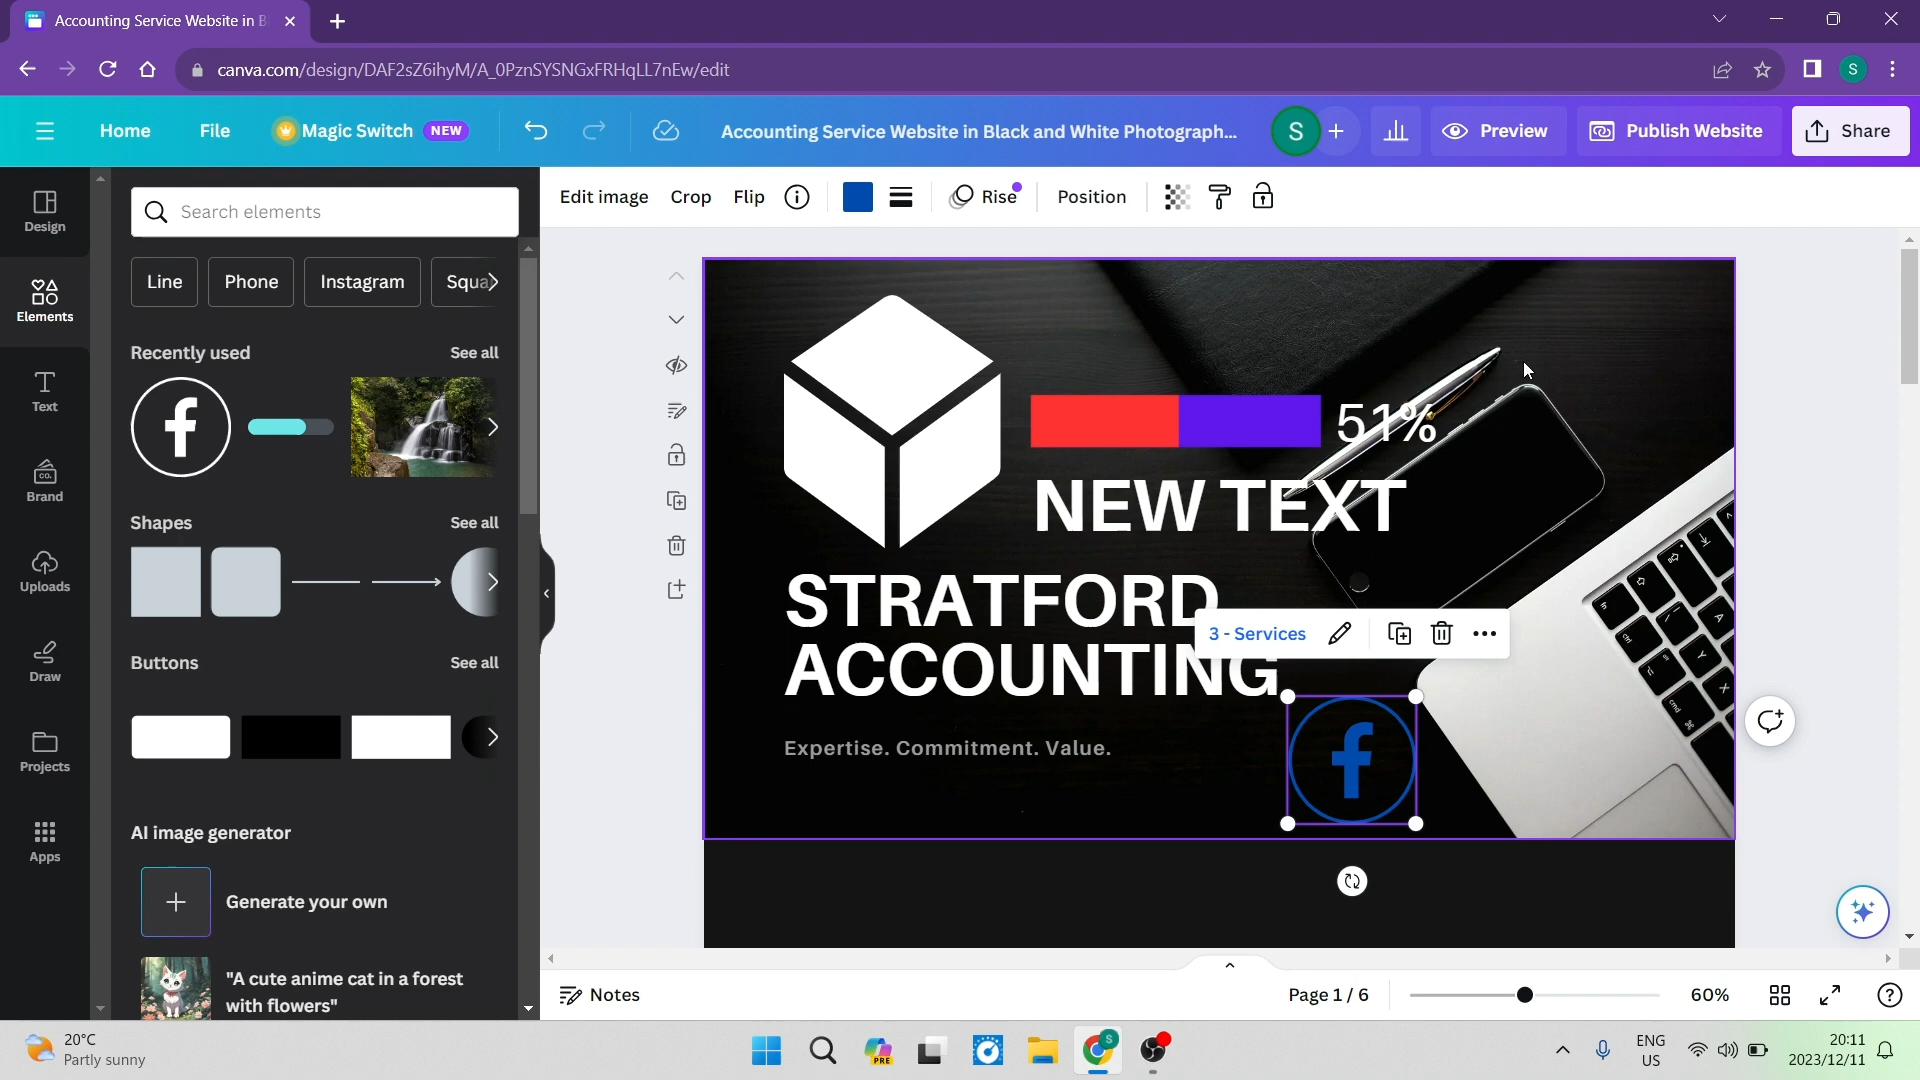 Accounting Service Website in B
canva.com/design/DAF2sZ6ihyM/A_0PznSYSNGxFRHqLL7nEw/edit
S
Home
File
Magic Switch NEW
Accounting Service Website in Black and White Photograph...
S
+
Preview
Publish Website
Share
Design
Elements
Text
Brand
Uploads
Draw
Projects
Apps
Search elements
Line
Phone
Instagram
Squa
Recently used
See all
Shapes
See all
Buttons
See all
AI image generator
Generate your own
"A cute anime cat in a forest
with flowers"
Edit image
Crop
Flip
Rise
Position
51%
NEW TEXT
STRATFORD
ACCOUNTING
3 - Services
Expertise. Commitment. Value.
Notes
Page 1 / 6
60%
20°C
Partly sunny
PRE
S
ENG
US
20:11
2023/12/11